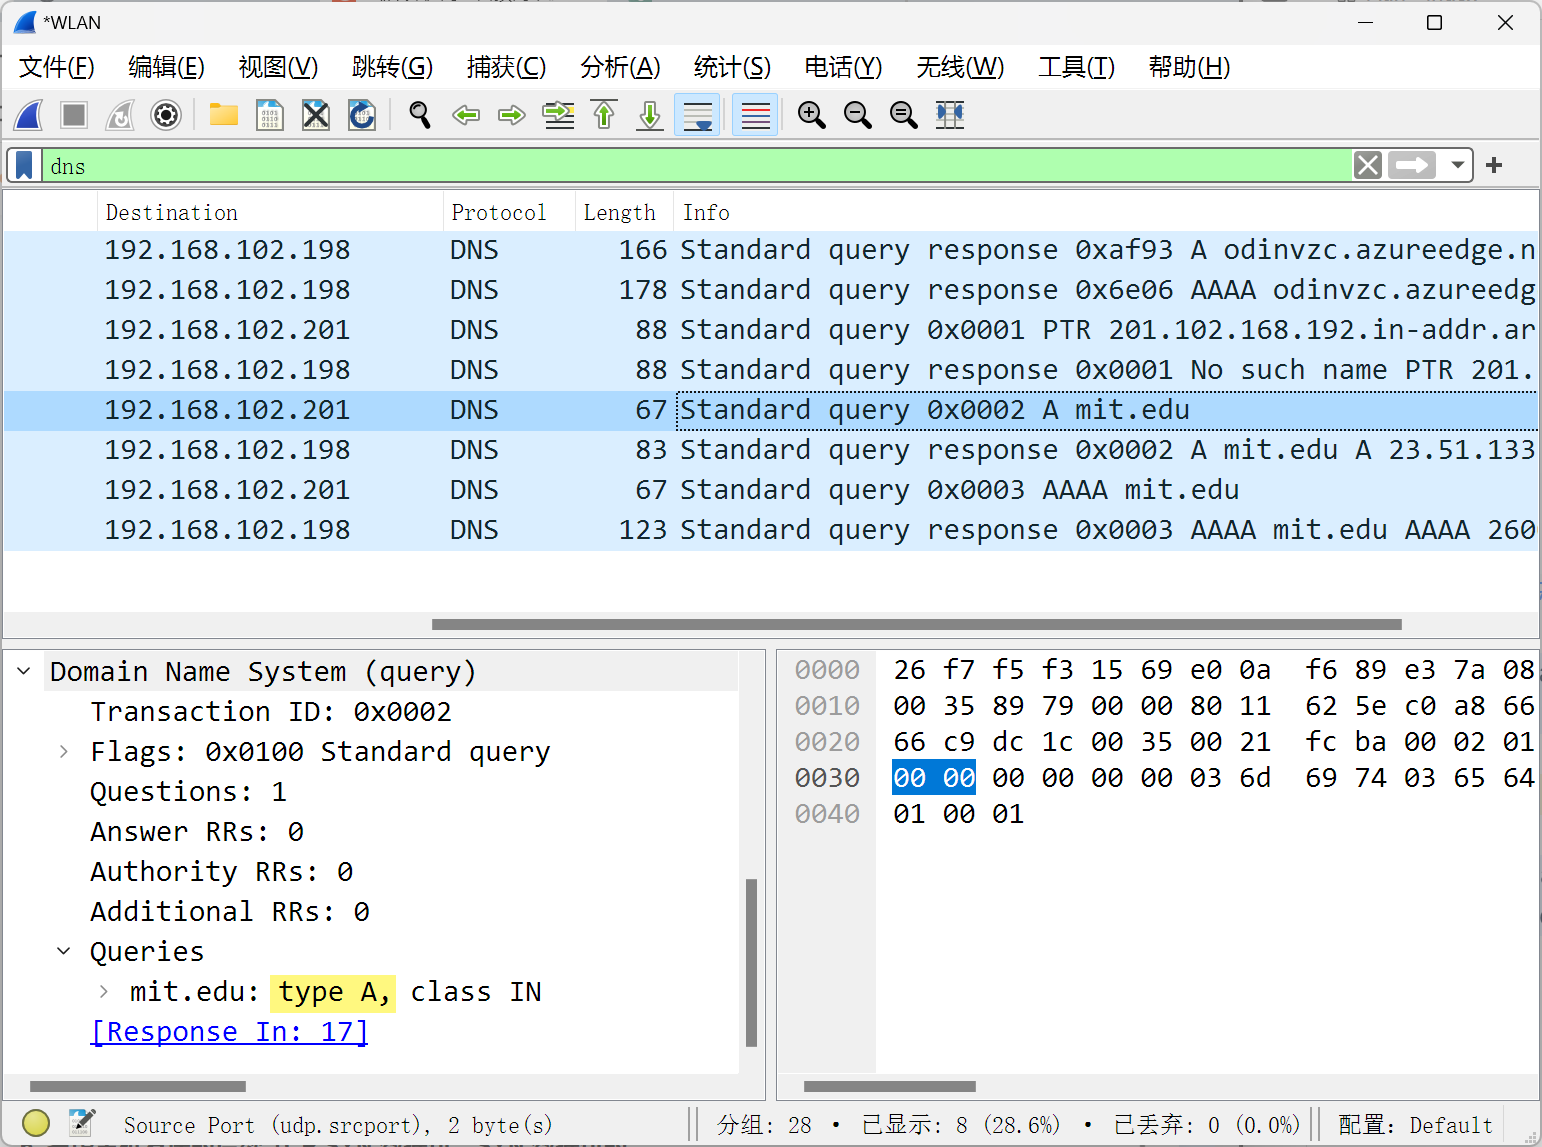 *WLAN
文件(F) 编辑(E) 视图(V) 跳转(G) 捕获(C) 分析(A) 统计(S) 电话(Y) 无线(W) 工具(T) 帮助(H)
dns
Destination Protocol Length Info
192.168.102.198 DNS 166 Standard query response 0xaf93 A odinvzc.azureedge.n
192.168.102.198 DNS 178 Standard query response 0x6e06 AAAA odinvzc.azureedg
192.168.102.201 DNS 88 Standard query 0x0001 PTR 201.102.168.192.in-addr.ar
192.168.102.198 DNS 88 Standard query response 0x0001 No such name PTR 201.
192.168.102.201 DNS 67 Standard query 0x0002 A mit.edu
192.168.102.198 DNS 83 Standard query response 0x0002 A mit.edu A 23.51.133
192.168.102.201 DNS 67 Standard query 0x0003 AAAA mit.edu
192.168.102.198 DNS 123 Standard query response 0x0003 AAAA mit.edu AAAA 260
Domain Name System (query)
Transaction ID: 0x0002
Flags: 0x0100 Standard query
Questions: 1
Answer RRs: 0
Authority RRs: 0
Additional RRs: 0
Queries
mit.edu: type A, class IN
[Response In: 17]
0000 26 f7 f5 f3 15 69 e0 0a f6 89 e3 7a 08
0010 00 35 89 79 00 00 80 11 62 5e c0 a8 66
0020 66 c9 dc 1c 00 35 00 21 fc ba 00 02 01
0030 00 00 00 00 00 00 03 6d 69 74 03 65 64
0040 01 00 01
Source Port (udp.srcport), 2 byte(s) 分组: 28 • 已显示: 8 (28.6%) • 已丢弃: 0 (0.0%) 配置: Default